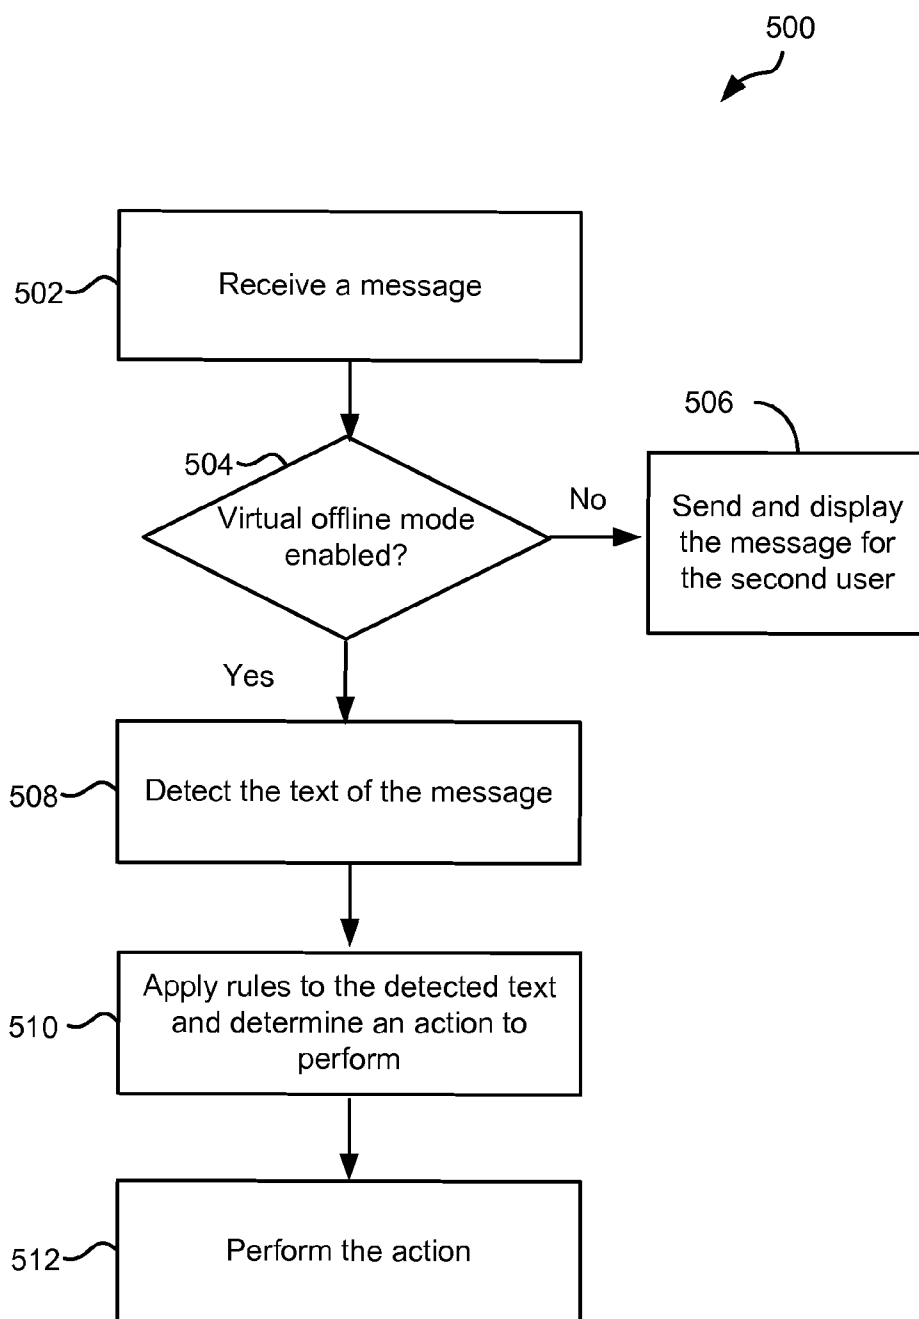 500
502
Receive a message
504
Virtual offline mode
enabled?
No
506
Send and display
the message for
the second user
Yes
508
Detect the text of the message
510
Apply rules to the detected text
and determine an action to
perform
512
Perform the action